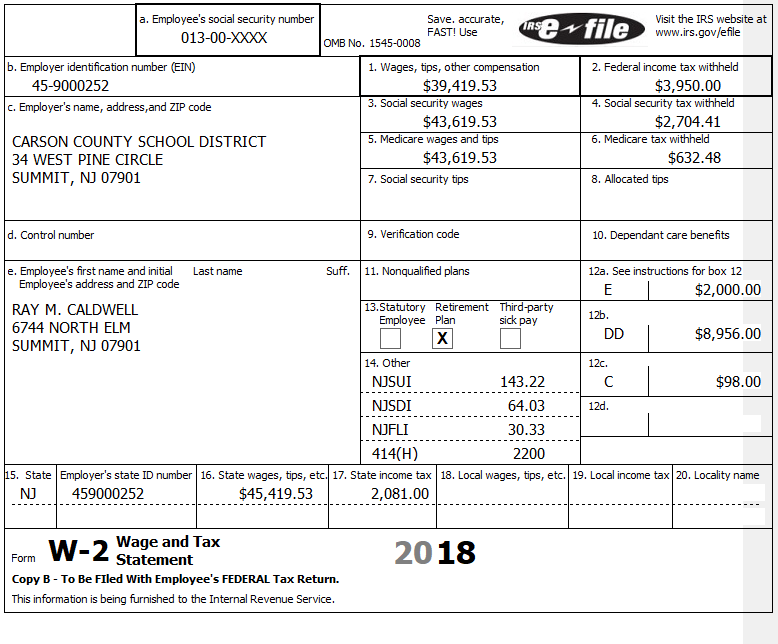 a. Employee's social security number
013-00-XXXX
OMB No. 1545-0008
Save. accurate,
FAST! Use
IRS e~file
Visit the IRS website at
www.irs.gov/efile
b. Employer identification number (EIN)
45-9000252
1. Wages, tips, other compensation
$39,419.53
2. Federal income tax withheld
$3,950.00
c. Employer's name, address,and ZIP code
CARSON COUNTY SCHOOL DISTRICT
34 WEST PINE CIRCLE
SUMMIT, NJ 07901
3. Social security wages
$43,619.53
4. Social security tax withheld
$2,704.41
5. Medicare wages and tips
$43,619.53
6. Medicare tax withheld
$632.48
7. Social security tips
8. Allocated tips
d. Control number
9. Verification code
10. Dependant care benefits
e. Employee's first name and initial Last name Suff.
Employee's address and ZIP code
RAY M. CALDWELL
6744 NORTH ELM
SUMMIT, NJ 07901
11. Nonqualified plans
12a. See instructions for box 12
E $2,000.00
13.Statutory Employee
Retirement Plan
Third-party sick pay
X
12b.
DD $8,956.00
14. Other
NJSUI 143.22
NJSDI 64.03
NJFLI 30.33
414(H) 2200
12c.
C $98.00
12d.
15. State Employer's state ID number 16. State wages, tips, etc. 17. State income tax 18. Local wages, tips, etc. 19. Local income tax 20. Locality name
NJ 459000252 $45,419.53 2,081.00
Form W-2 Wage and Tax
Statement
2018
Copy B - To Be FIled With Employee's FEDERAL Tax Return.
This information is being furnished to the Internal Revenue Service.